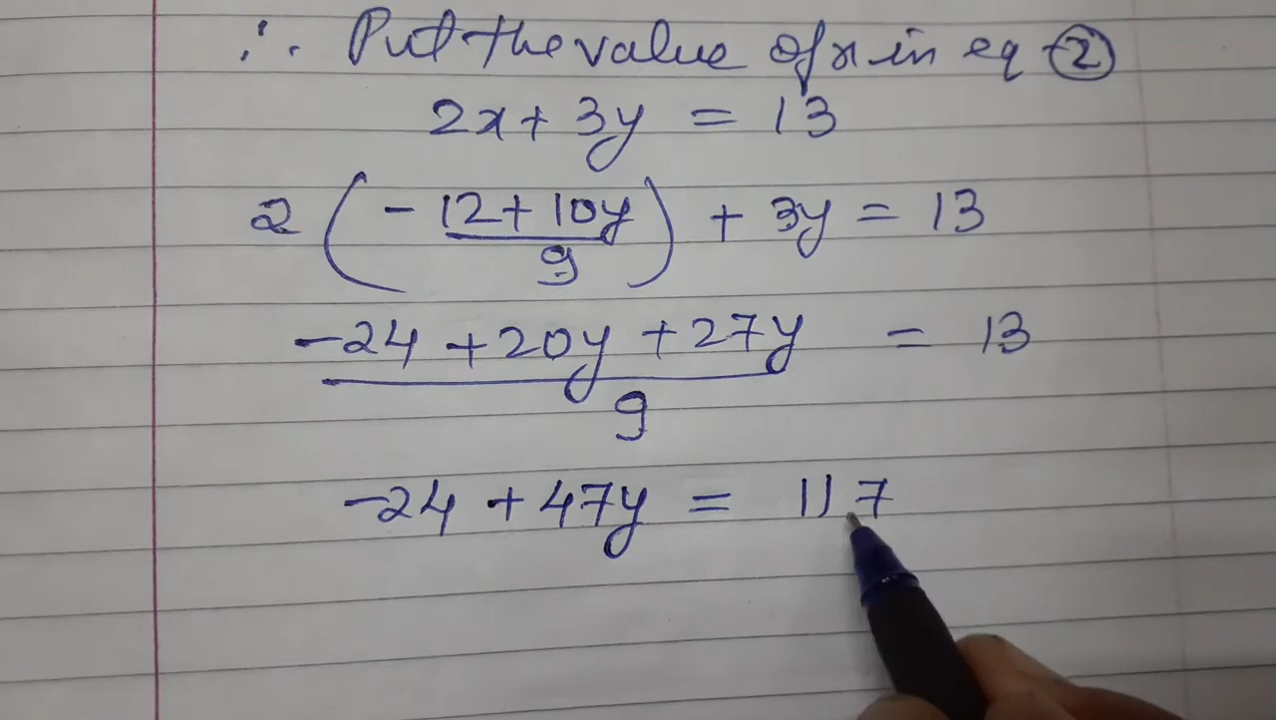 ∴ Put the value of x in eq - ②
2x + 3y = 13
2 ( - 12 + 10y / 9 ) + 3y = 13
-24 + 20y + 27y / 9 = 13
-24 + 47y = 117